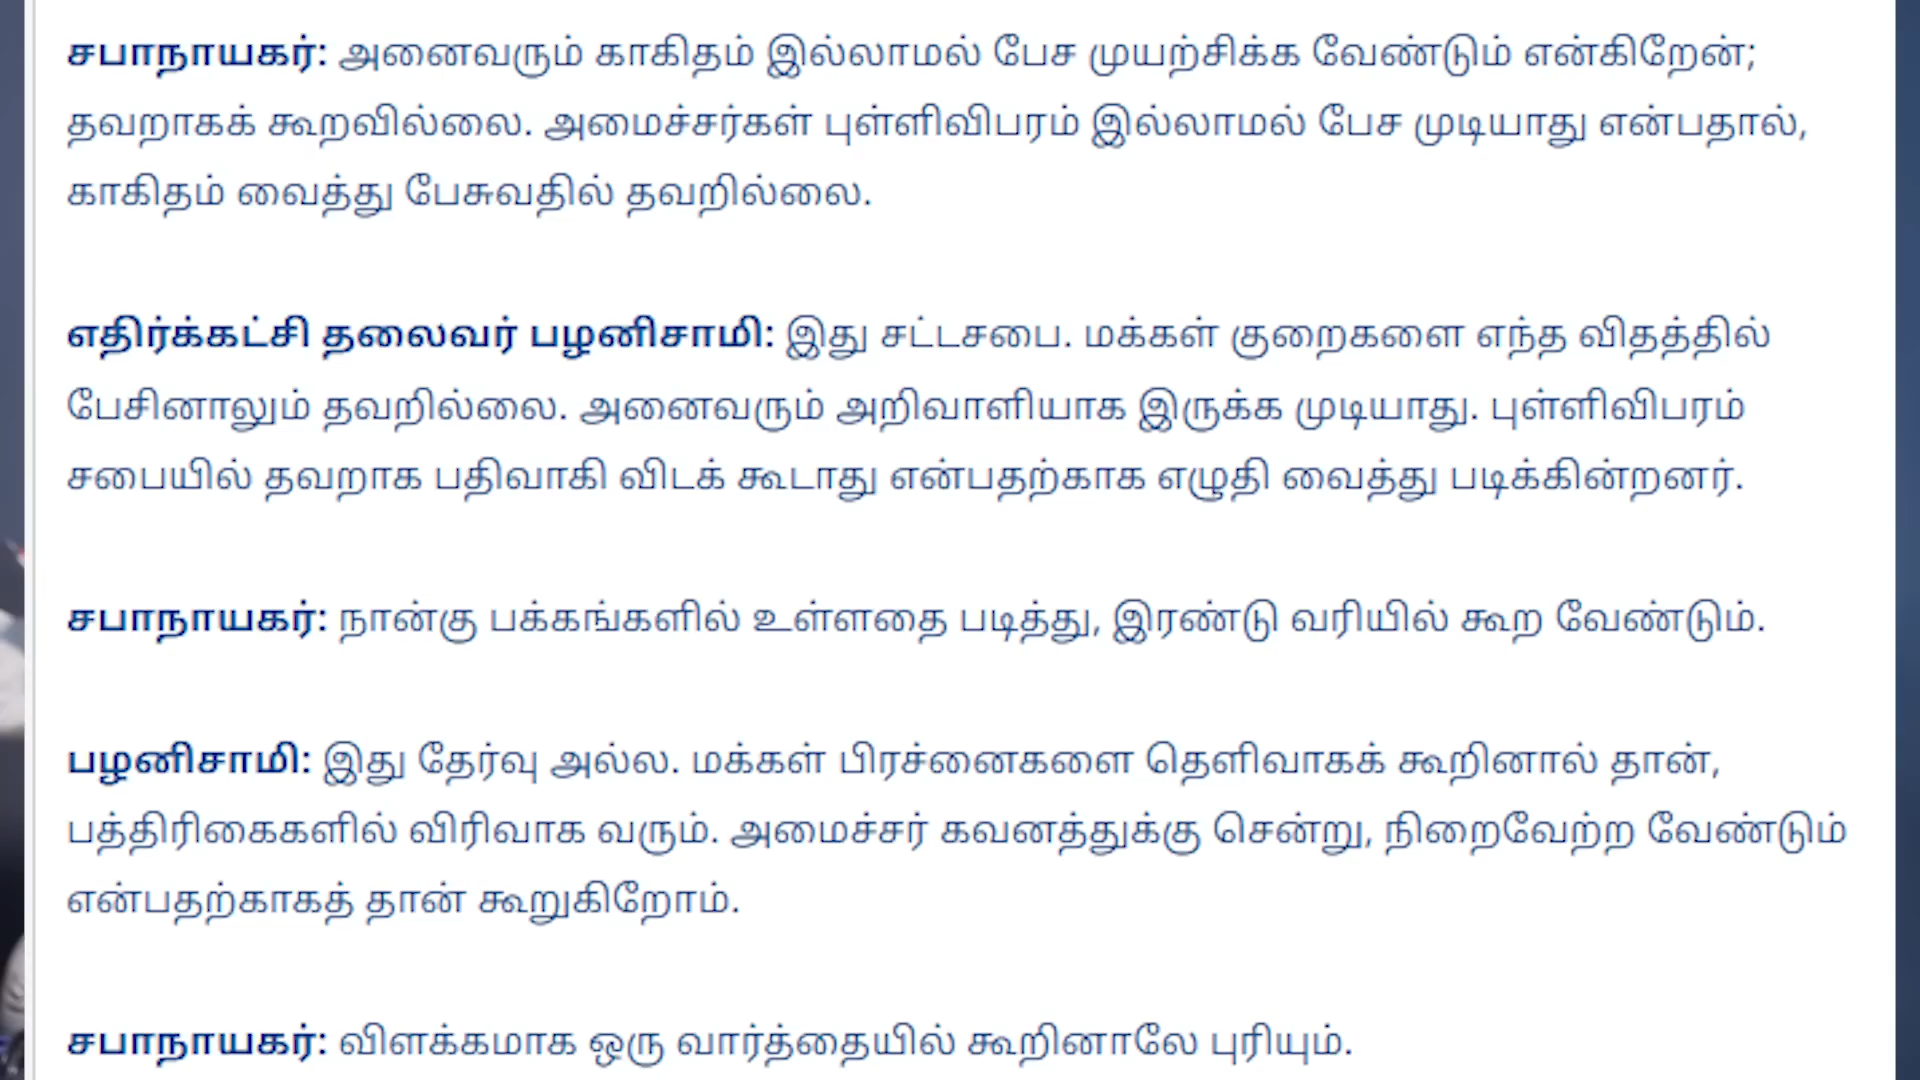 சபாநாயகர்: அனைவரும் காகிதம் இல்லாமல் பேச முயற்சிக்க வேண்டும் என்கிறேன்;
தவறாகக் கூறவில்லை. அமைச்சர்கள் புள்ளிவிபரம் இல்லாமல் பேச முடியாது என்பதால்,
காகிதம் வைத்து பேசுவதில் தவறில்லை.
எதிர்க்கட்சி தலைவர் பழனிசாமி: இது சட்டசபை. மக்கள் குறைகளை எந்த விதத்தில்
பேசினாலும் தவறில்லை. அனைவரும் அறிவாளியாக இருக்க முடியாது. புள்ளிவிபரம்
சபையில் தவறாக பதிவாகி விடக் கூடாது என்பதற்காக எழுதி வைத்து படிக்கின்றனர்.
சபாநாயகர்: நான்கு பக்கங்களில் உள்ளதை படித்து, இரண்டு வரியில் கூற வேண்டும்.
பழனிசாமி: இது தேர்வு அல்ல. மக்கள் பிரச்னைகளை தெளிவாகக் கூறினால் தான்,
பத்திரிகைகளில் விரிவாக வரும். அமைச்சர் கவனத்துக்கு சென்று, நிறைவேற்ற வேண்டும்
என்பதற்காகத் தான் கூறுகிறோம்.
சபாநாயகர்: விளக்கமாக ஒரு வார்த்தையில் கூறினாலே புரியும்.